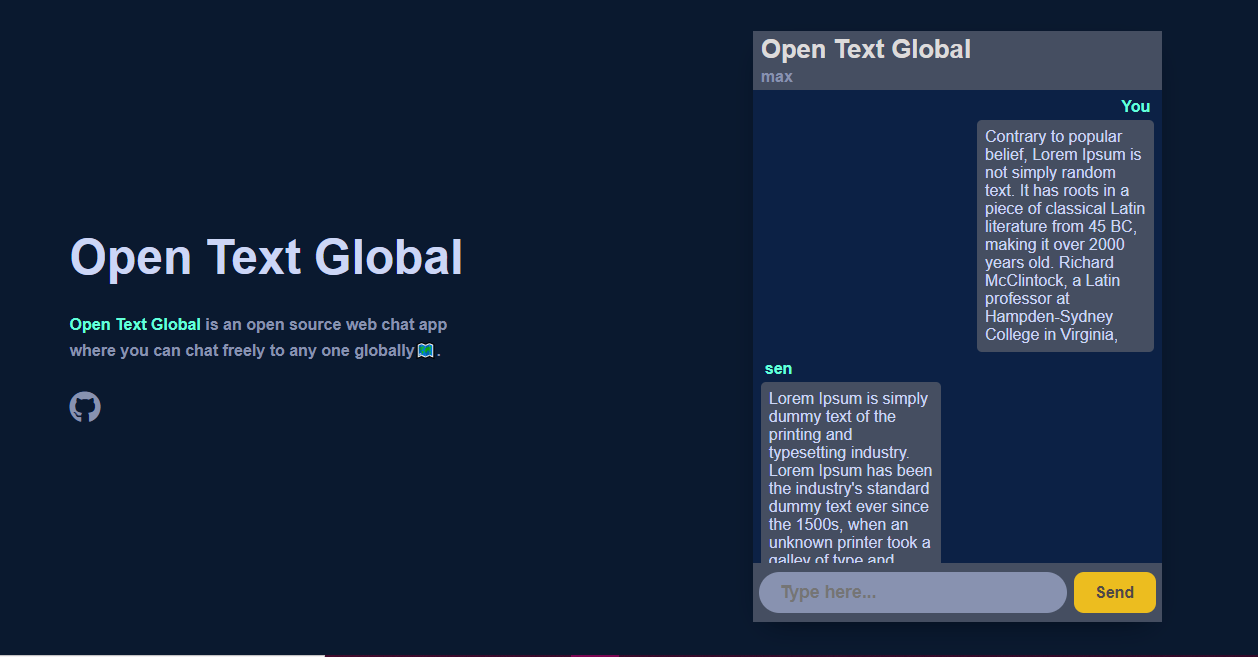 Open Text Global
Open Text Global is an open source web chat app
where you can chat freely to any one globally🗺️.
Open Text Global
max
You
Contrary to popular
belief, Lorem Ipsum is
not simply random
text. It has roots in a
piece of classical Latin
literature from 45 BC,
making it over 2000
years old. Richard
McClintock, a Latin
professor at
Hampden-Sydney
College in Virginia,
sen
Lorem Ipsum is simply
dummy text of the
printing and
typesetting industry.
Lorem Ipsum has been
the industry's standard
dummy text ever since
the 1500s, when an
unknown printer took a
galley of type and
Type here...
Send